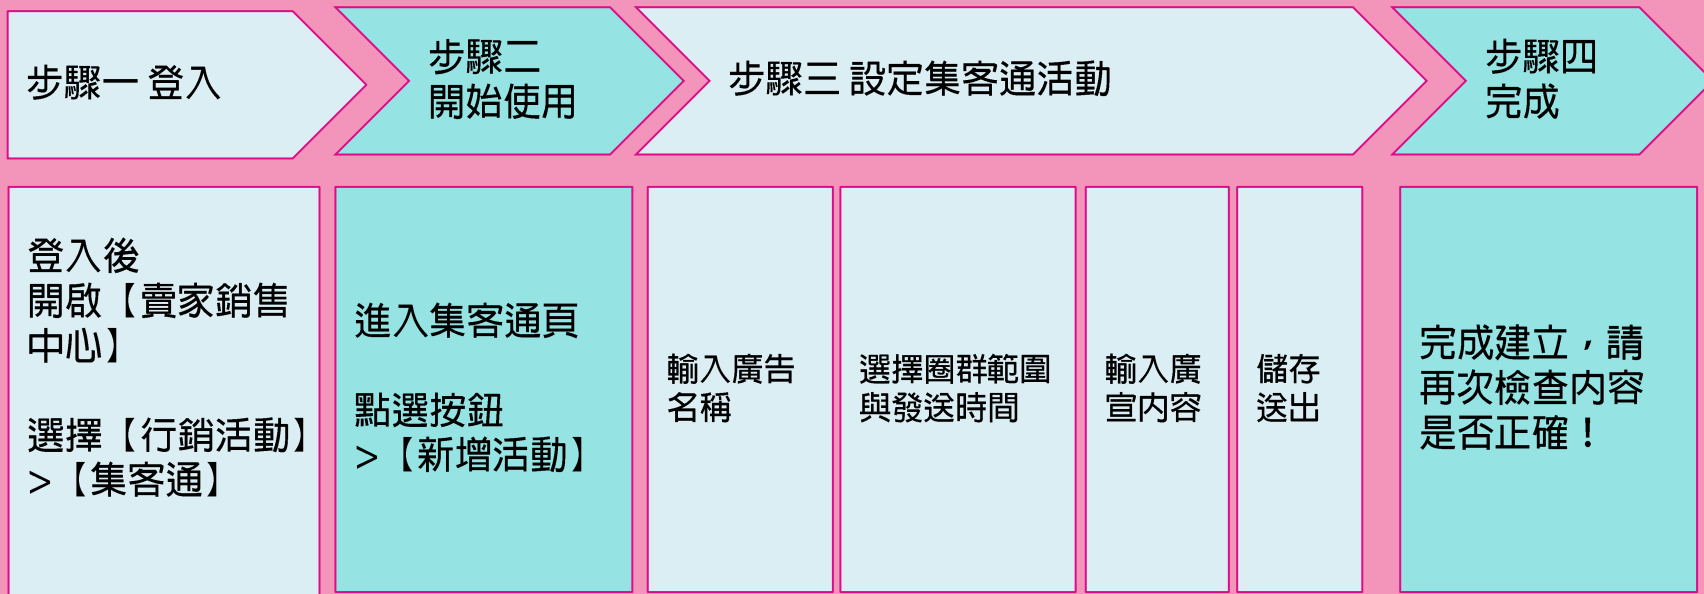 步驟一 登入
步驟二
開始使用
步驟三 設定集客通活動
步驟四
完成
登入後
開啟【賣家銷售
中心】
選擇【行銷活動】
>【集客通】
進入集客通頁
點選按鈕
>【新增活動】
輸入廣告
名稱
選擇圈群範圍
與發送時間
輸入廣
宣內容
儲存
送出
完成建立，請
再次檢查內容
是否正確！